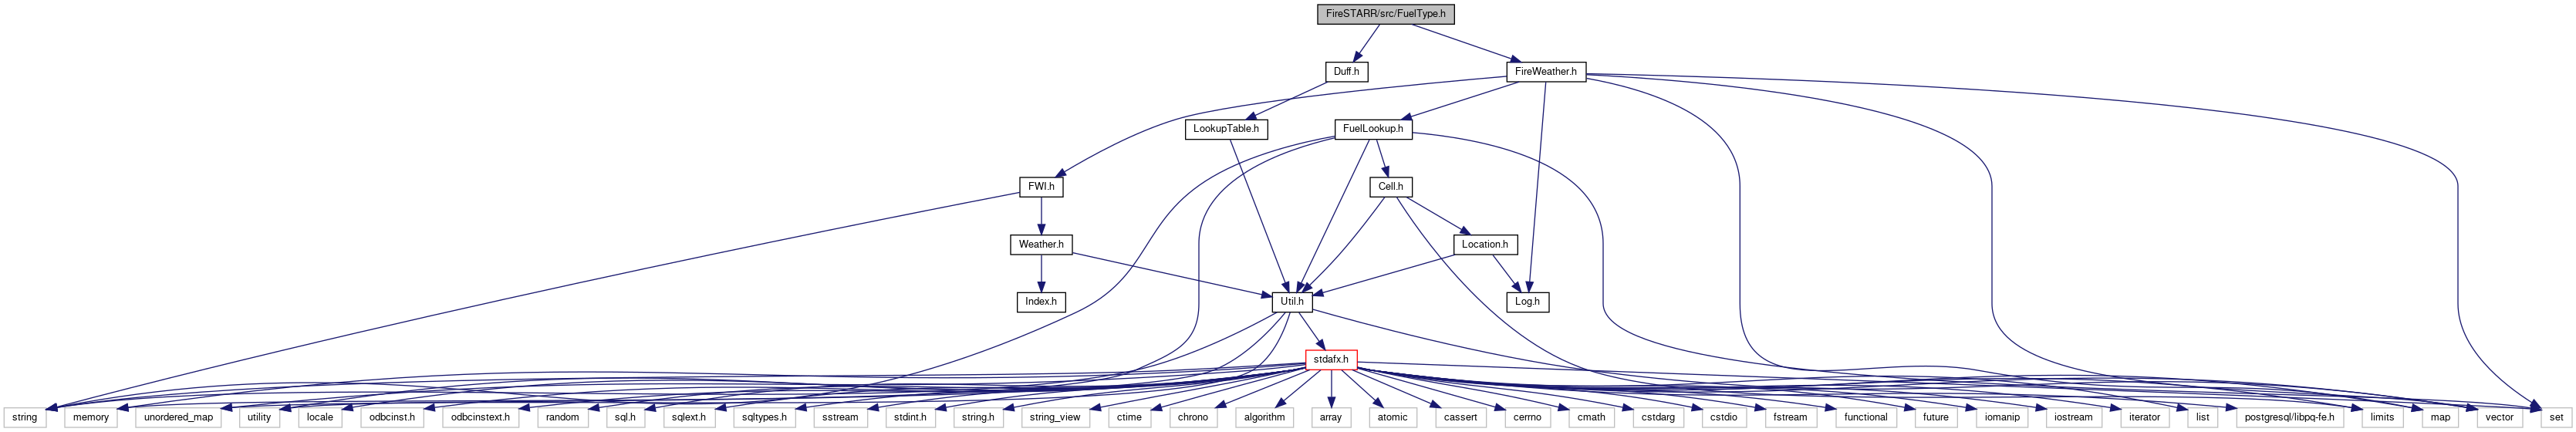 FireSTARR/src/FuelType.h
Duff.h
FireWeather.h
LookupTable.h
FuelLookup.h
FWI.h
Cell.h
Weather.h
Location.h
Index.h
Util.h
Log.h
stdafx.h
string
memory
unordered_map
utility
locale
odbcinst.h
odbcinstext.h
random
sql.h
sqlext.h
sqltypes.h
sstream
stdint.h
string.h
string_view
ctime
chrono
algorithm
array
atomic
cassert
cerrno
cmath
cstdarg
cstdio
fstream
functional
future
iomanip
iostream
iterator
list
postgresql/libpq-fe.h
limits
map
vector
set